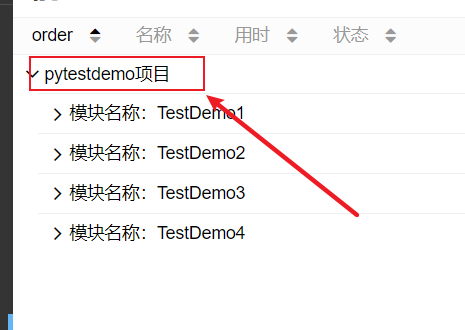 order 名称 用时 状态
pytestdemo项目
模块名称：TestDemo1
模块名称：TestDemo2
模块名称：TestDemo3
模块名称：TestDemo4